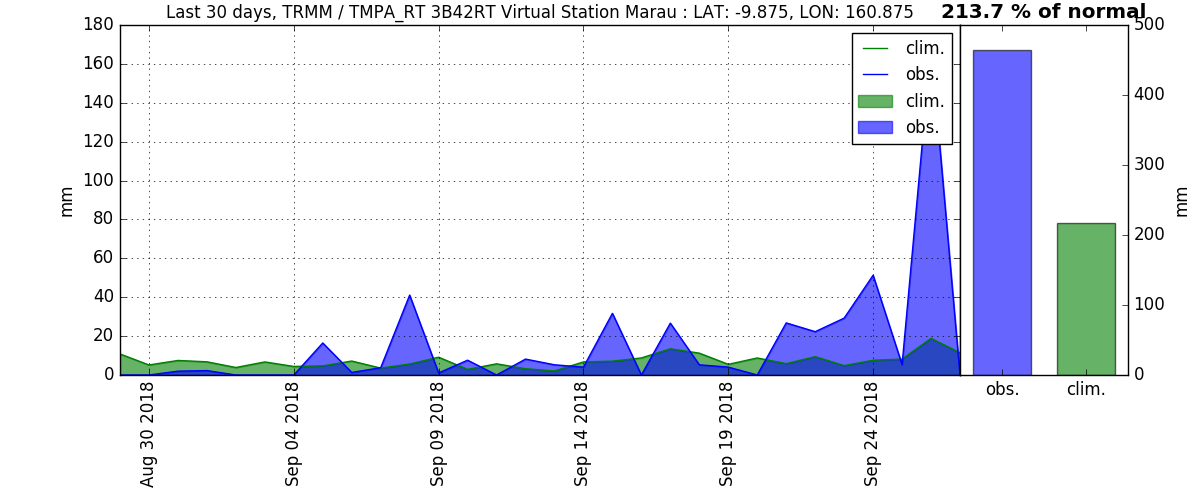 Last 30 days, TRMM / TMPA_RT 3B42RT Virtual Station Marau : LAT: -9.875, LON: 160.875
213.7 % of normal
180
160
140
120
100
80
60
40
20
0
mm
clim.
obs.
clim.
obs.
500
400
300
200
100
0
mm
obs.
clim.
Aug 30 2018
Sep 04 2018
Sep 09 2018
Sep 14 2018
Sep 19 2018
Sep 24 2018